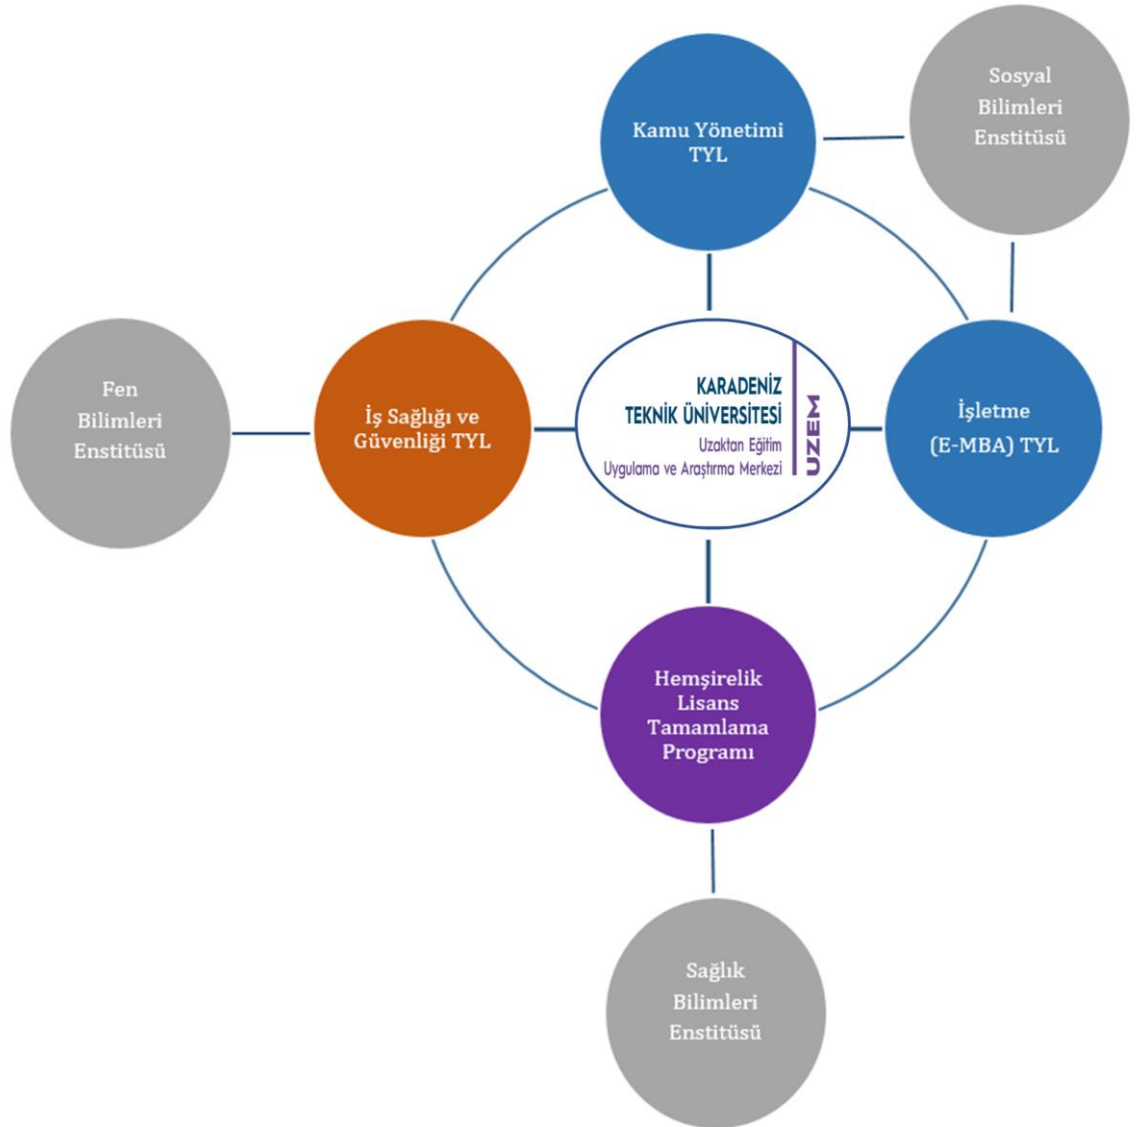 Sosyal
Bilimleri
Enstitüsü
Kamu Yönetimi
TYL
Fen
Bilimleri
Enstitüsü
İş Sağlığı ve
Güvenliği TYL
KARADENİZ
TEKNİK ÜNİVERSİTESİ
Uzaktan Eğitim
Uygulama ve Araştırma Merkezi
UZEM
İşletme
(E-MBA) TYL
Hemşirelik
Lisans
Tamamlama
Programı
Sağlık
Bilimleri
Enstitüsü